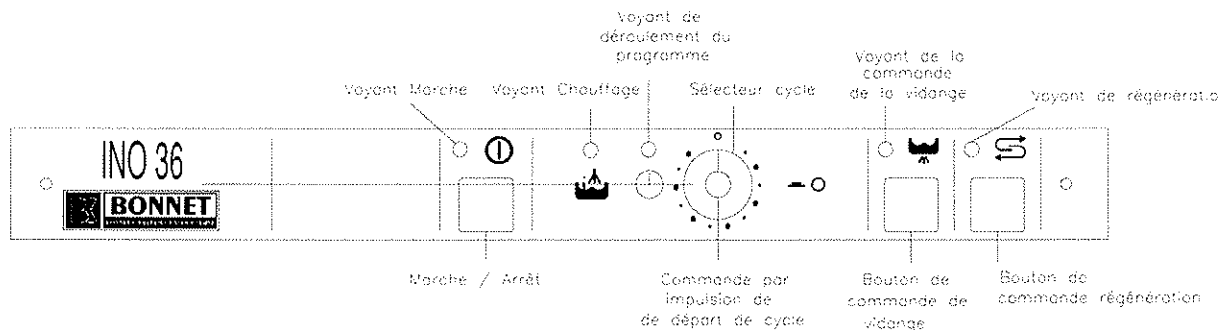 Voyant de
déroulement du
programme
Voyant de la
commande
de la vidange
Voyant Marche
Voyant Chauffage
Sélecteur cycle
Voyant de régénératio
INO 36
BONNET
Marche / Arrêt
Commande par
impulsion de
de départ de cycle
Bouton de
commande de
vidange
Bouton de
commande régénération